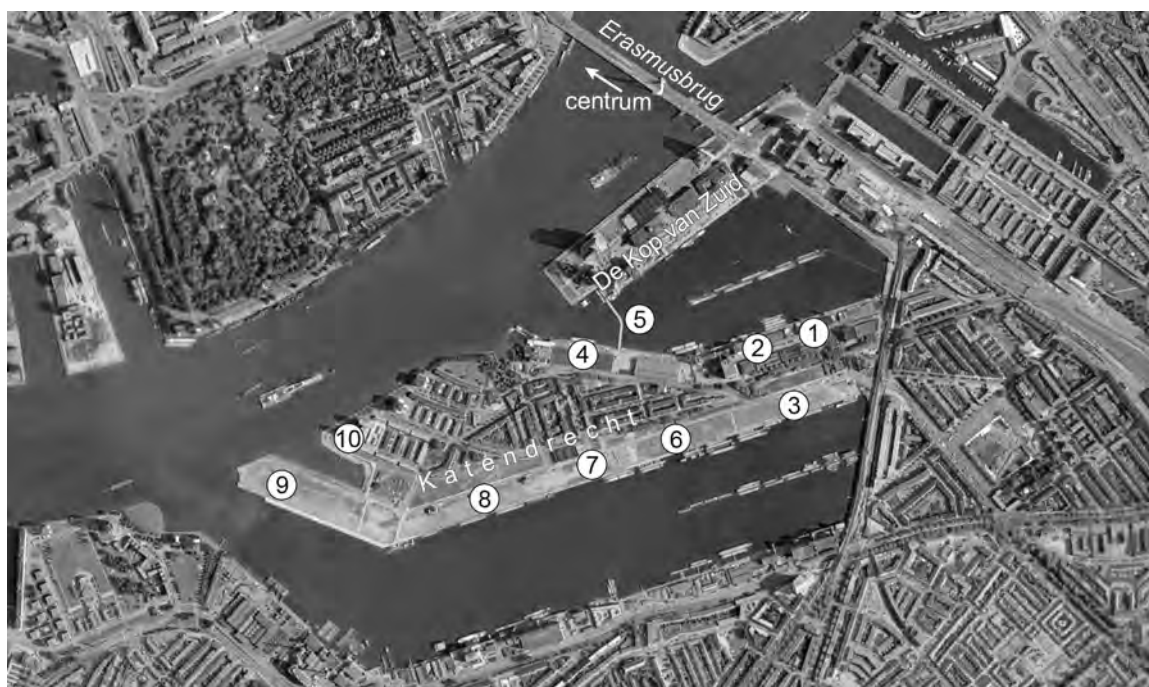 Erasmusbrug
centrum
De Kop van Zuid
5
1
4
2
3
Katendrecht
6
10
7
9
8